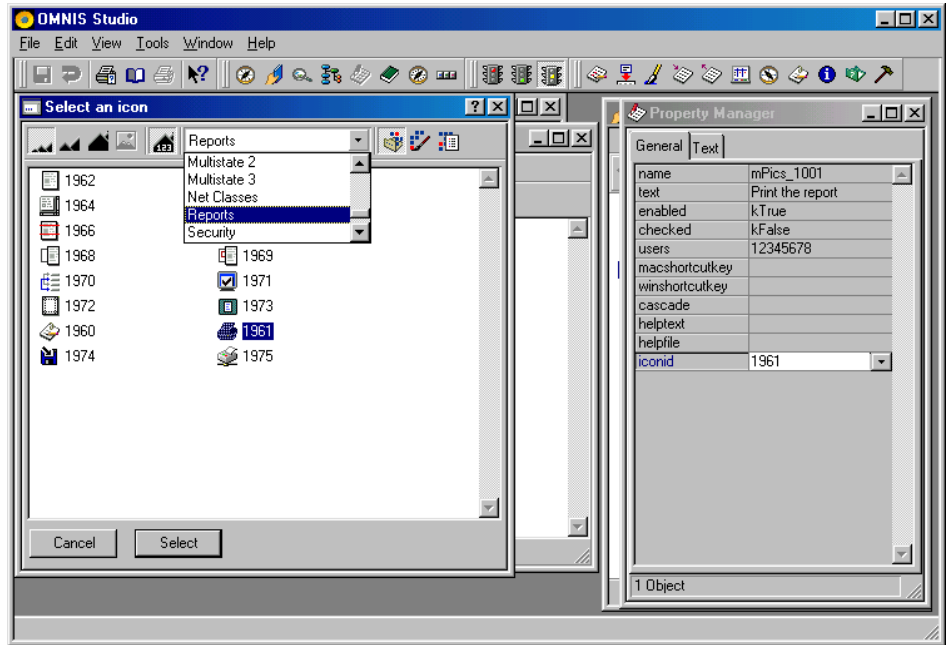 OMNIS Studio
File Edit View Tools Window Help
Select an icon
Reports
Multistate 2
Multistate 3
Net Classes
Reports
Security
1962
1964
1966
1968 1969
1970 1971
1972 1973
1960 1961
1974 1975
Cancel Select
Property Manager
General Text
name mPics_1001
text Print the report
enabled kTrue
checked kFalse
users 12345678
macshortcutkey
winshortcutkey
cascade
helptext
helpfile
iconid 1961
1 Object